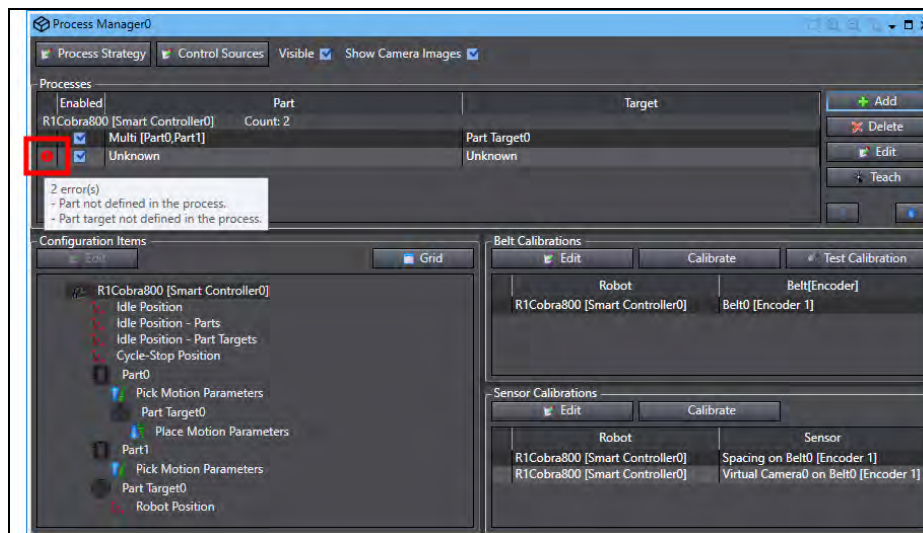 Process Manager0
Process Strategy Control Sources Visible Show Camera Images
Processes
Enabled Part Target
R1Cobra800 [Smart Controller0] Count: 2
Multi [Part0,Part1] Part Target0
Unknown Unknown
Add
Delete
Edit
Teach
2 error(s)
- Part not defined in the process.
- Part target not defined in the process.
Configuration Items
Edit Grid
R1Cobra800 [Smart Controller0]
Idle Position
Idle Position - Parts
Idle Position - Part Targets
Cycle-Stop Position
Part0
Pick Motion Parameters
Part Target0
Place Motion Parameters
Part1
Pick Motion Parameters
Part Target0
Robot Position
Belt Calibrations
Edit Calibrate Test Calibration
Robot Belt[Encoder]
R1Cobra800 [Smart Controller0] Belt0 [Encoder 1]
Sensor Calibrations
Edit Calibrate
Robot Sensor
R1Cobra800 [Smart Controller0] Spacing on Belt0 [Encoder 1]
R1Cobra800 [Smart Controller0] Virtual Camera0 on Belt0 [Encoder 1]